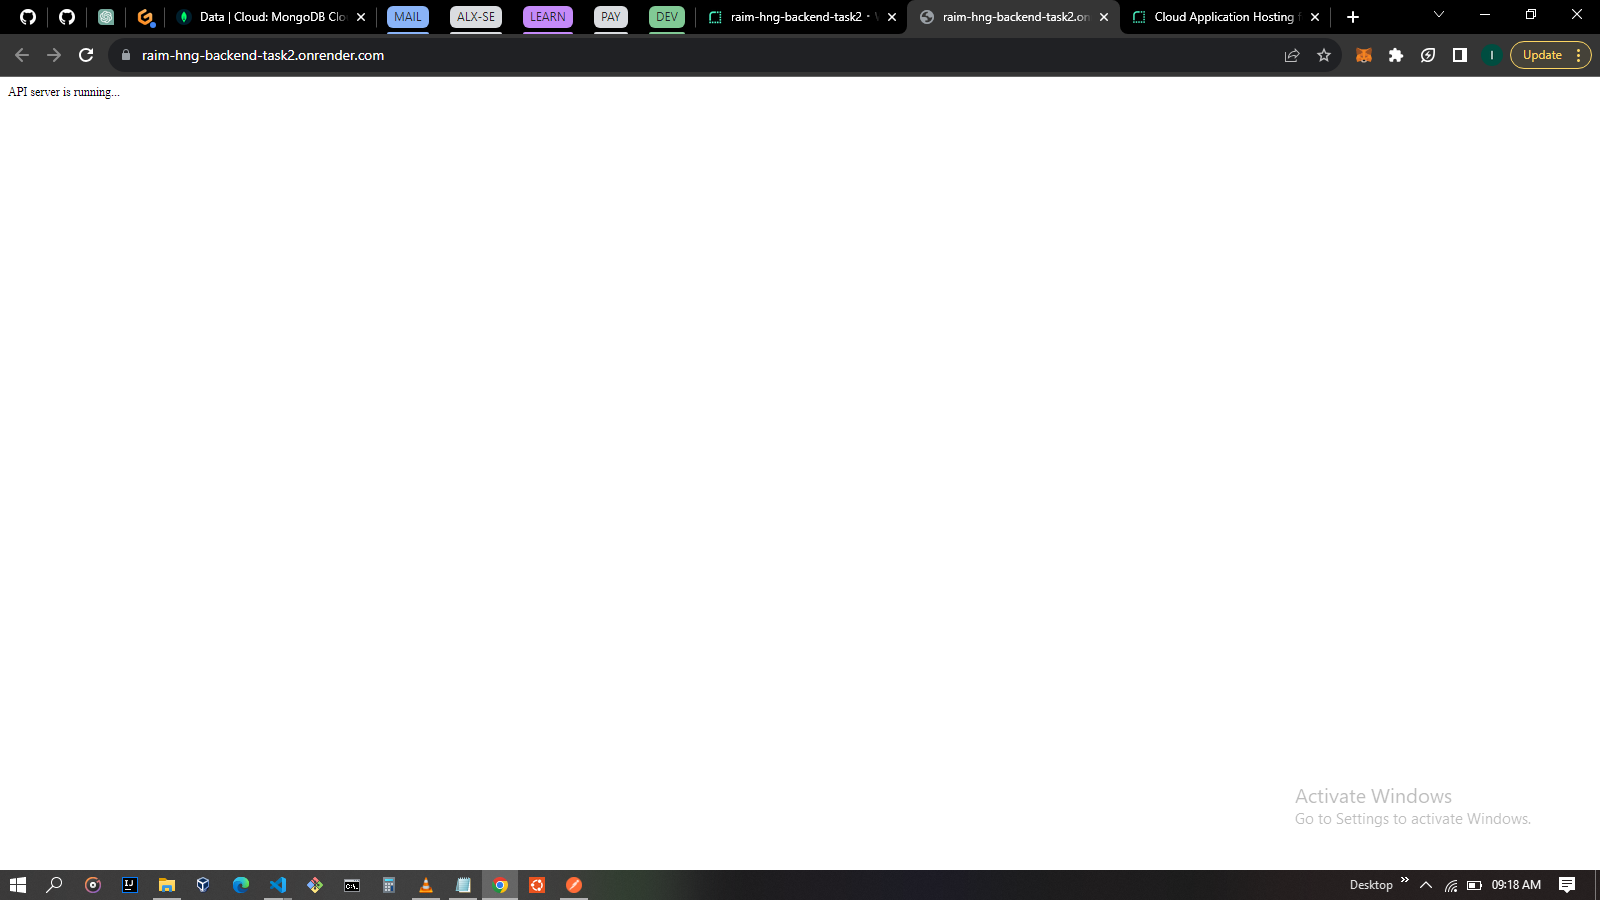 Data | Cloud: MongoDB Clo
MAIL
ALX-SE
LEARN
PAY
DEV
raim-hng-backend-task2 ·
raim-hng-backend-task2.on
Cloud Application Hosting f
raim-hng-backend-task2.onrender.com
I
Update
API server is running...
Activate Windows
Go to Settings to activate Windows.
IJ
C:\.
Desktop
09:18 AM